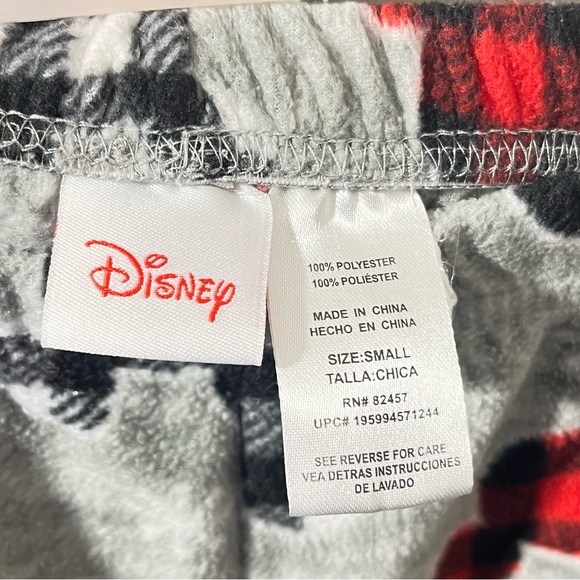 Disney
100% POLYESTER
100% POLIÉSTER
MADE IN CHINA
HECHO EN CHINA
SIZE:SMALL
TALLA:CHICA
RN# 82457
UPC# 195994571244
SEE REVERSE FOR CARE
VEA DETRAS INSTRUCCIONES
DE LAVADO